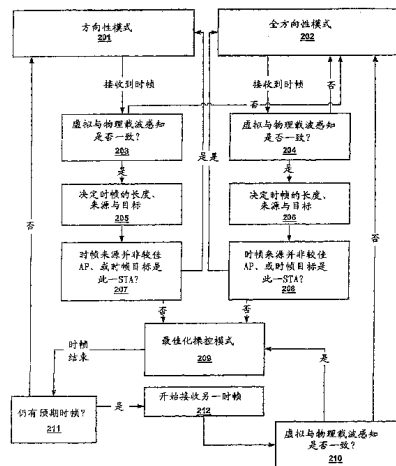 方向性模式
201
全方向性模式
202
接收到时帧
接收到时帧
否
否
虚拟与物理载波感知
是否一致？
203
虚拟与物理载波感知
是否一致？
204
是
是
是
是
决定时帧的长度、
来源与目标
205
决定时帧的长度、
来源与目标
206
否
否
时帧来源并非较佳
AP、或时帧目标是
此一STA？
207
时帧来源并非较佳
AP、或时帧目标是
此一STA？
208
否
否
最佳化操控模式
209
时帧
结束
是
仍有预期时候？
211
是
开始接收另一时帧
212
虚拟与物理载波感知
是否一致？
210